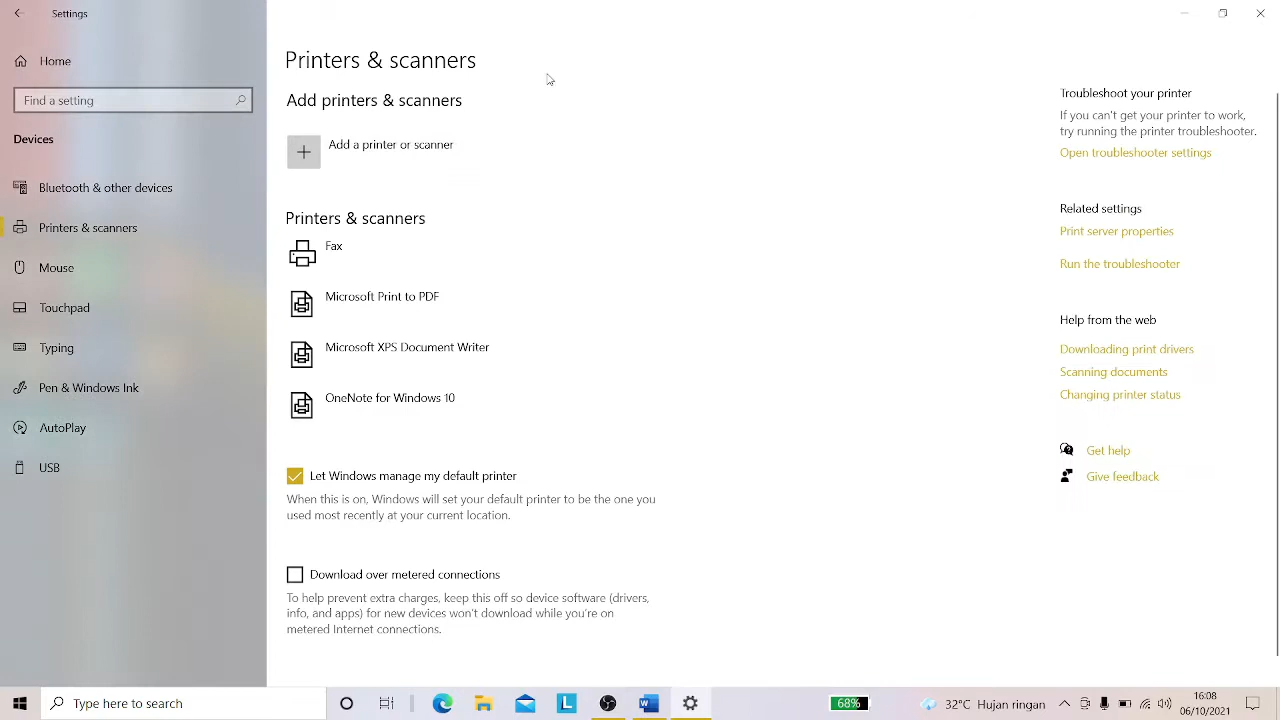 Settings
Home
Find a setting
Devices
Bluetooth & other devices
Printers & scanners
Mouse
Touchpad
Typing
Pen & Windows Ink
AutoPlay
USB
Printers & scanners
Add printers & scanners
Add a printer or scanner
Printers & scanners
Fax
Microsoft Print to PDF
Microsoft XPS Document Writer
OneNote for Windows 10
Let Windows manage my default printer
When this is on, Windows will set your default printer to be the one you
used most recently at your current location.
Download over metered connections
To help prevent extra charges, keep this off so device software (drivers,
info, and apps) for new devices won't download while you're on
metered Internet connections.
Troubleshoot your printer
If you can't get your printer to work,
try running the printer troubleshooter.
Open troubleshooter settings
Related settings
Print server properties
Run the troubleshooter
Help from the web
Downloading print drivers
Scanning documents
Changing printer status
Get help
Give feedback
Type here to search
L
W
68%
32°C Hujan ringan
16:08
06/10/2021